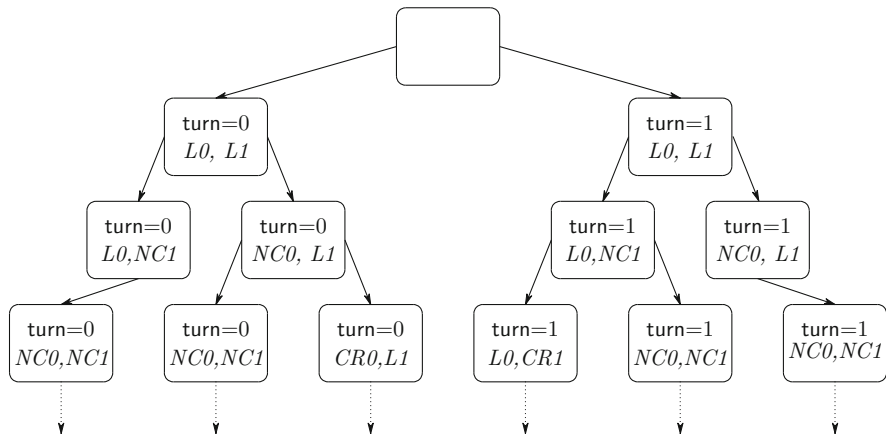 turn=0
L0, L1
turn=1
L0, L1
turn=0
L0,NC1
turn=0
NC0, L1
turn=1
L0,NC1
turn=1
NC0, L1
turn=0
NC0,NC1
turn=0
NC0,NC1
turn=0
CR0,L1
turn=1
L0,CR1
turn=1
NC0,NC1
turn=1
NC0,NC1